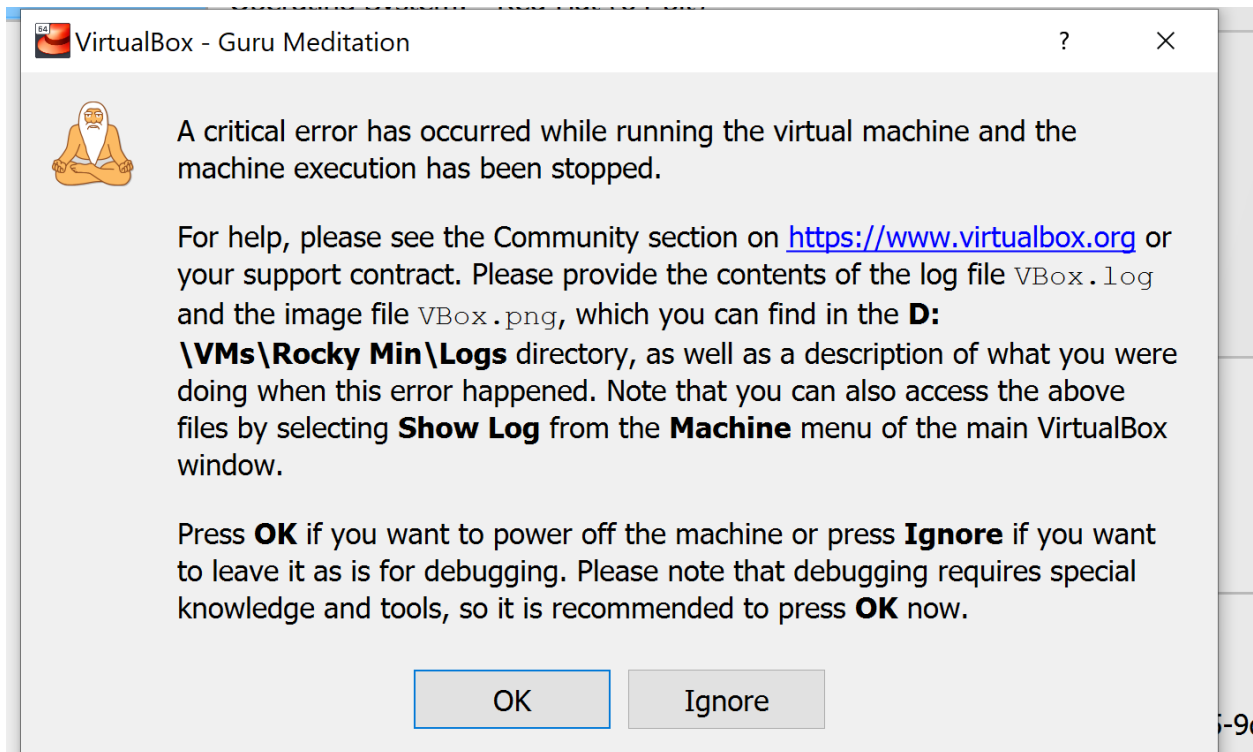 64
VirtualBox - Guru Meditation
?
A critical error has occurred while running the virtual machine and the
machine execution has been stopped.
For help, please see the Community section on https://www.virtualbox.org or
your support contract. Please provide the contents of the log file VBox.log
and the image file VBox.png, which you can find in the D:
\VMs\Rocky Min\Logs directory, as well as a description of what you were
doing when this error happened. Note that you can also access the above
files by selecting Show Log from the Machine menu of the main VirtualBox
window.
Press OK if you want to power off the machine or press Ignore if you want
to leave it as is for debugging. Please note that debugging requires special
knowledge and tools, so it is recommended to press OK now.
OK
Ignore